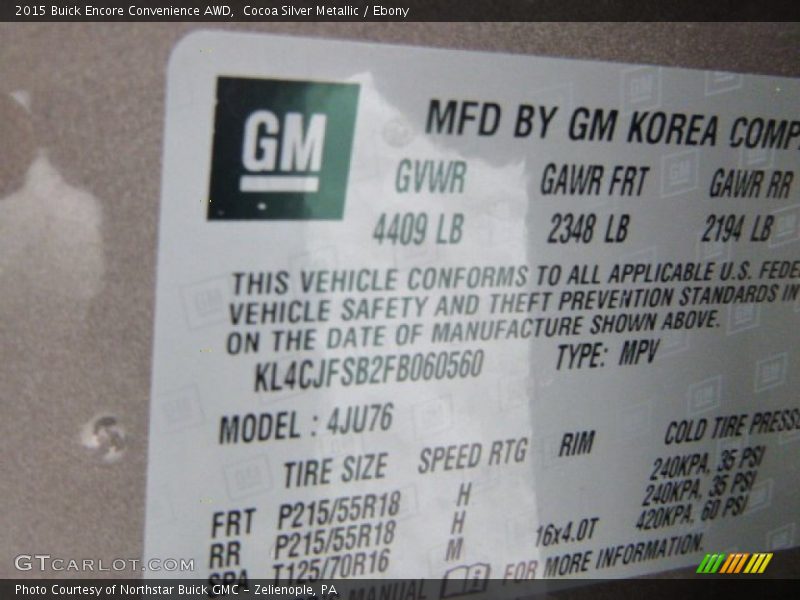 2015 Buick Encore Convenience AWD,  Cocoa Silver Metallic / Ebony
GM
MFD BY GM KOREA COMP
GVWR GAWR FRT GAWR RR
4409 LB 2348 LB 2194 LB
THIS VEHICLE CONFORMS TO ALL APPLICABLE U.S. FEDE
VEHICLE SAFETY AND THEFT PREVENTION STANDARDS IN
ON THE DATE OF MANUFACTURE SHOWN ABOVE.
KL4CJFSB2FB060560 TYPE: MPV
MODEL : 4JU76
TIRE SIZE SPEED RTG RIM COLD TIRE PRESSU
FRT P215/55R18 H 240KPA, 35 PSI
RR P215/55R18 H 240KPA, 35 PSI
SPA T125/70R16 M 16x4.0T 420KPA, 60 PSI
MANUAL FOR MORE INFORMATION.
GTCARLOT.COM
Photo Courtesy of Northstar Buick GMC - Zelienople, PA